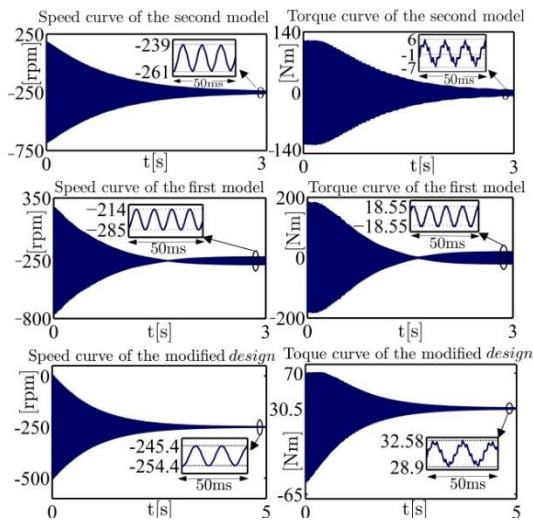 Speed curve of the second model
250
[rpm]
-250
-750
0
t[s]
3
-239
-261
50ms
Torque curve of the second model
140
[Nm]
0
-140
0
t[s]
3
6
-1
-7
50ms
Speed curve of the first model
350
[rpm]
-250
-800
0
t[s]
3
-214
-285
50ms
Torque curve of the first model
200
[Nm]
0
-200
0
t[s]
3
18.55
-18.55
50ms
Speed curve of the modified design
0
[rpm]
-250
-500
0
t[s]
5
-245.4
-254.4
50ms
Toque curve of the modified design
70
30.5
[Nm]
-65
0
t[s]
5
32.58
28.9
50ms